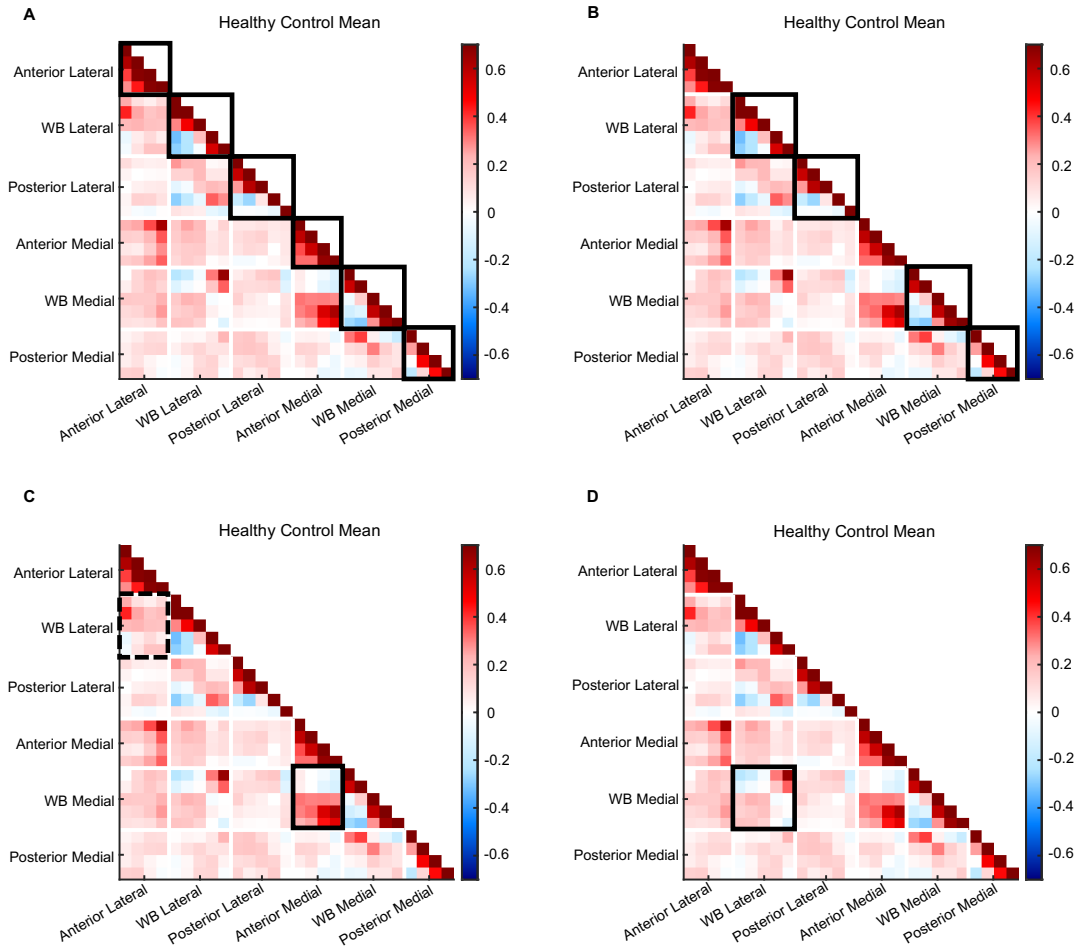 A
Healthy Control Mean
Anterior Lateral
WB Lateral
Posterior Lateral
Anterior Medial
WB Medial
Posterior Medial
Anterior Lateral
WB Lateral
Posterior Lateral
Anterior Medial
WB Medial
Posterior Medial
0.6
0.4
0.2
0
-0.2
-0.4
-0.6
B
Healthy Control Mean
Anterior Lateral
WB Lateral
Posterior Lateral
Anterior Medial
WB Medial
Posterior Medial
Anterior Lateral
WB Lateral
Posterior Lateral
Anterior Medial
WB Medial
Posterior Medial
0.6
0.4
0.2
0
-0.2
-0.4
-0.6
C
Healthy Control Mean
Anterior Lateral
WB Lateral
Posterior Lateral
Anterior Medial
WB Medial
Posterior Medial
Anterior Lateral
WB Lateral
Posterior Lateral
Anterior Medial
WB Medial
Posterior Medial
0.6
0.4
0.2
0
-0.2
-0.4
-0.6
D
Healthy Control Mean
Anterior Lateral
WB Lateral
Posterior Lateral
Anterior Medial
WB Medial
Posterior Medial
Anterior Lateral
WB Lateral
Posterior Lateral
Anterior Medial
WB Medial
Posterior Medial
0.6
0.4
0.2
0
-0.2
-0.4
-0.6